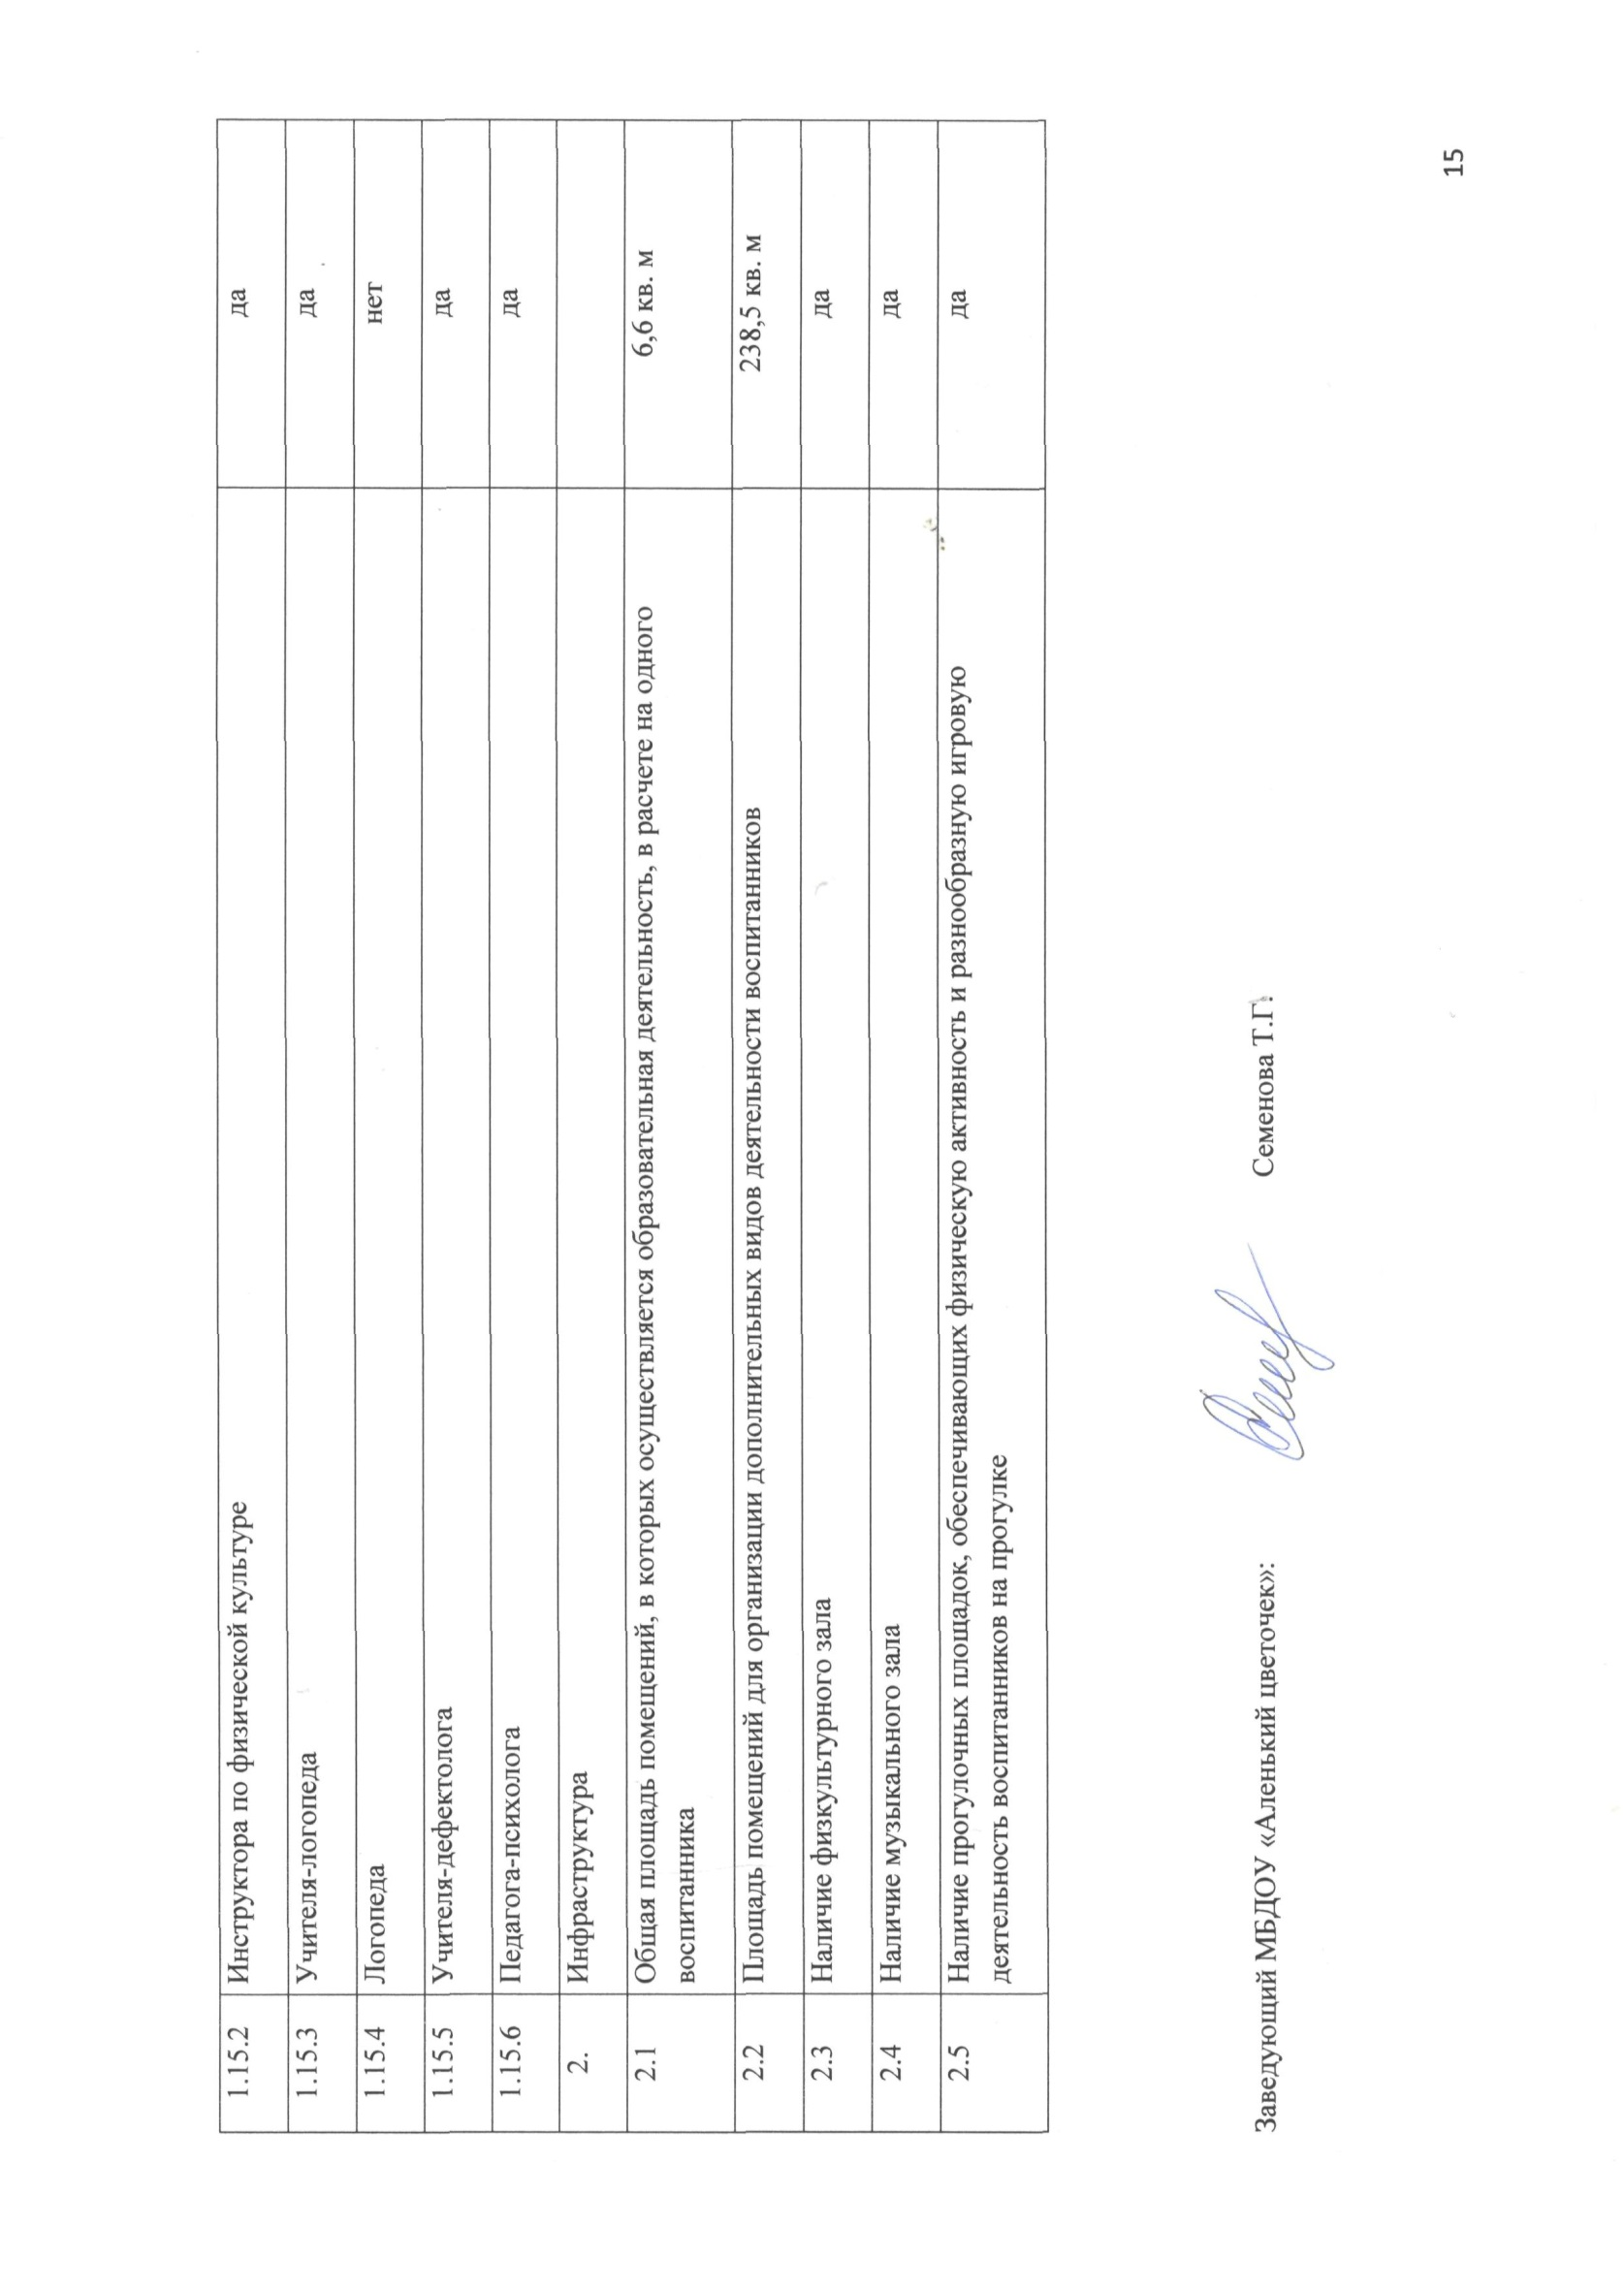 1.15.2 Инструктора по физической культуре да
1.15.3 Учителя-логопеда да
1.15.4 Логопеда нет
1.15.5 Учителя-дефектолога да
1.15.6 Педагога-психолога да
2. Инфраструктура
2.1 Общая площадь помещений, в которых осуществляется образовательная деятельность, в расчете на одного 6,6 кв. м
воспитанника
2.2 Площадь помещений для организации дополнительных видов деятельности воспитанников 238,5 кв. м
2.3 Наличие физкультурного зала да
2.4 Наличие музыкального зала да
2.5 Наличие прогулочных площадок, обеспечивающих физическую активность и разнообразную игровую да
деятельность воспитанников на прогулке
Заведующий МБДОУ «Аленький цветочек»: Семенова Т.Г.
15